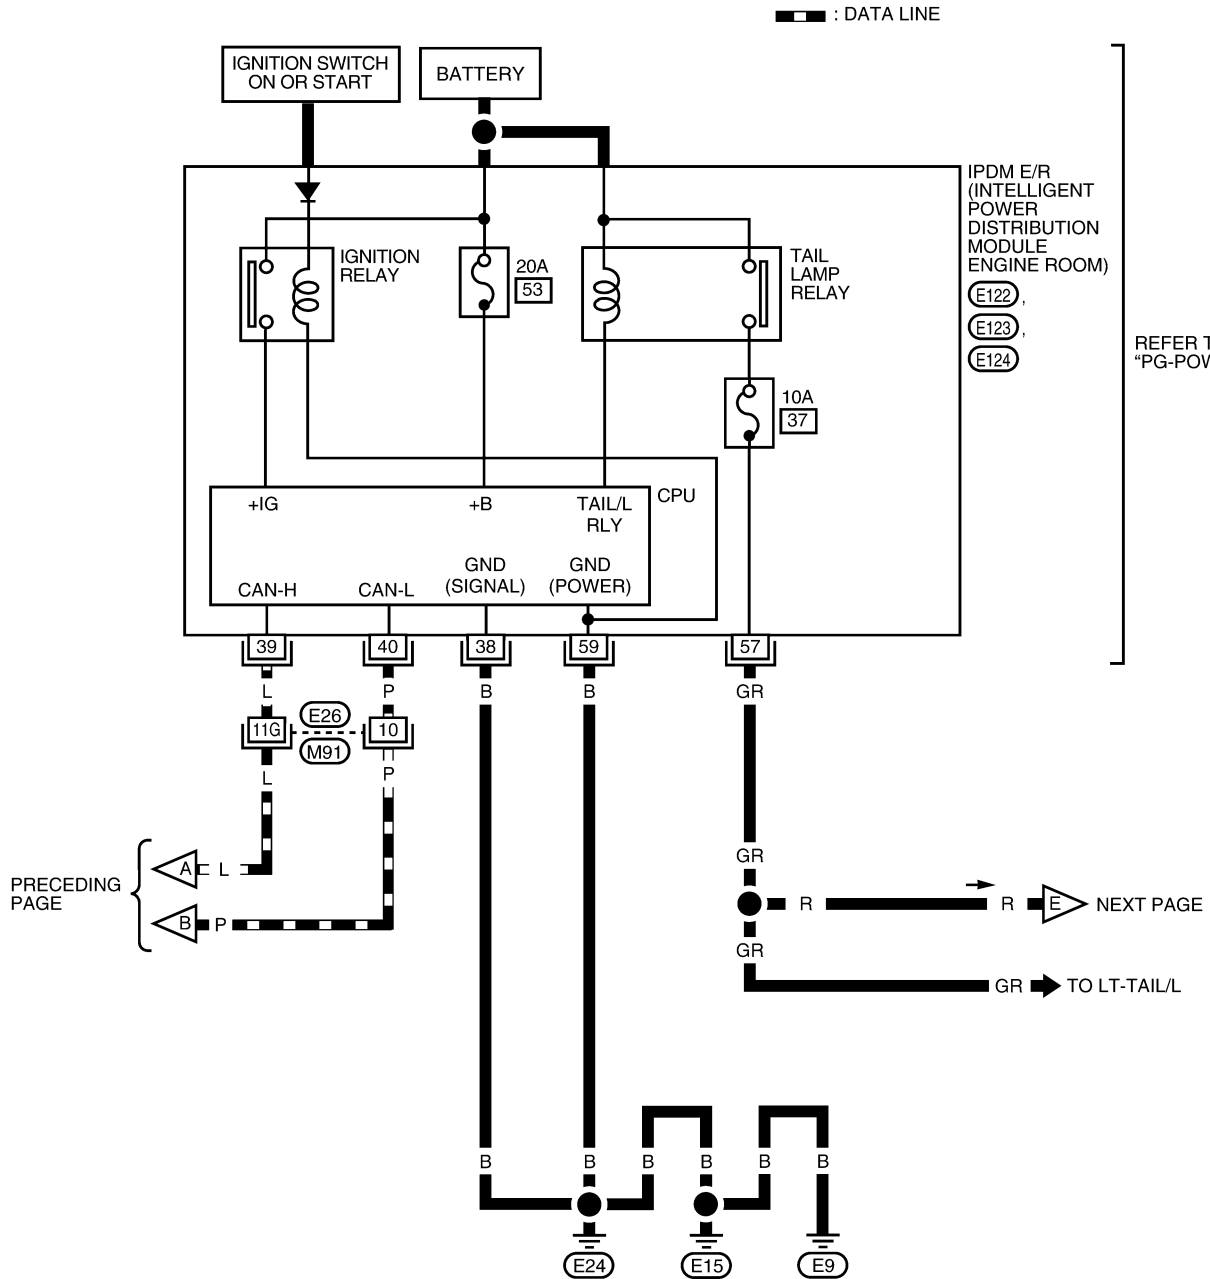 : DATA LINE
IGNITION SWITCH
ON OR START
BATTERY
IPDM E/R
(INTELLIGENT
POWER
DISTRIBUTION
MODULE
ENGINE ROOM)
E122 ,
E123 ,
E124
IGNITION
RELAY
20A
53
TAIL
LAMP
RELAY
REFER T
“PG-POW
10A
37
CPU
+IG
+B
TAIL/L
RLY
GND
(SIGNAL)
GND
(POWER)
CAN-H
CAN-L
39
40
38
59
57
L
P
B
B
GR
11G
E26
M91
10
L
P
PRECEDING
PAGE
A
L
B
P
GR
R
R
E
NEXT PAGE
GR
GR
TO LT-TAIL/L
B
B
B
B
B
B
E24
E15
E9